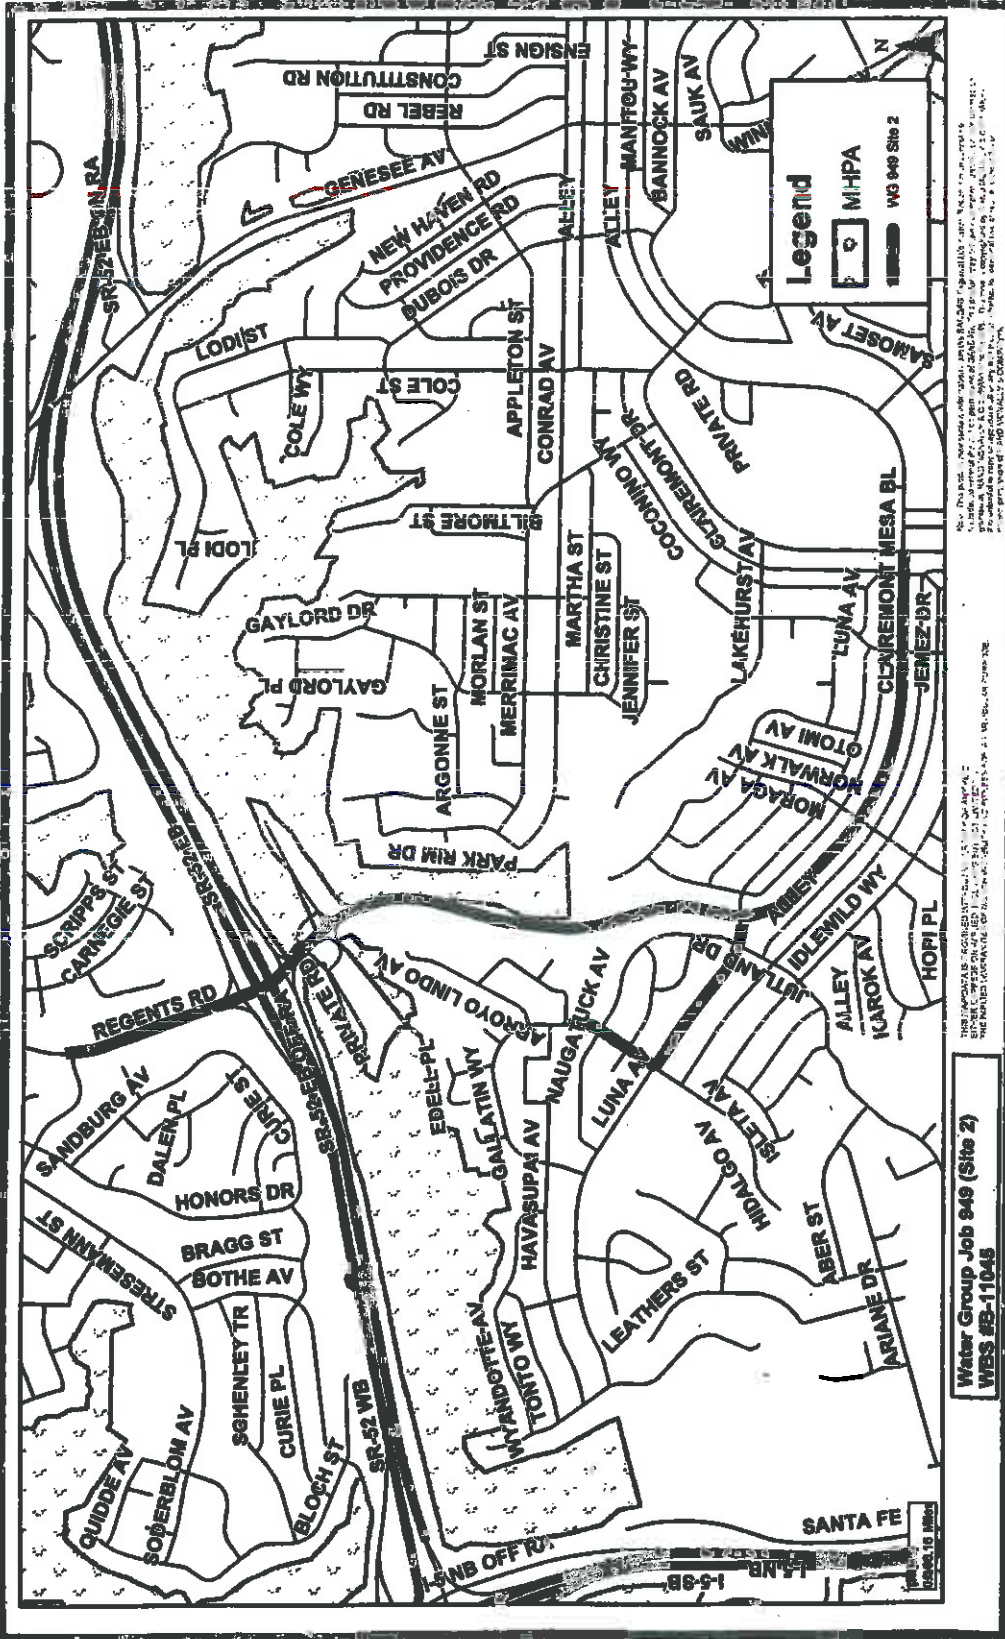 ENSIGN ST
CONSTITUTION RD
REBEL RD
GENESEE AV
NEW HAVEN RD
PROVIDENCE RD
DUBOIS DR
ALLEY
ALLEY
MANITOU WY
BANNOCK AV
SAUK AV
N
Legend
MHPA
WG 949 Site 2
SAMOSET AV
LODI ST
COLE WY
COLE ST
APPLETON ST
CONRAD AV
PRIVATE RD
CLAIREMONT DR
COCONINO WY
BILTMORE ST
LODI PL
GAYLORD DR
GAYLORD PL
MORLAN ST
MERRIMAC AV
ARGONNE ST
MARTHA ST
CHRISTINE ST
JENNIFER ST
LAKEHURST AV
LUNA AV
CLAIREMONT MESA BL
JEMEZ DR
OTOMI AV
NORWALK AV
MORAGA AV
PARK RIM DR
SR-52 EB
SCRIPPS ST
CARNEGIE ST
REGENTS RD
PRIVATE RD
ARROYO LINDO AV
NAUGATUCK AV
JUTLAND DR
ABBEY
IDLEWILD WY
ALLEY
KAROK AV
HOPI PL
SANDBURG AV
DALEN PL
CURIE ST
HONORS DR
STRESEMANN ST
BRAGG ST
BOTHE AV
EDELL PL
GALLATIN WY
HAVASUPAI AV
LUNA AV
ISLETA AV
HIDALGO AV
ABER ST
ARIANE DR
LEATHERS ST
WYANDOTTE AV
TONTO WY
SGHENLEY TR
CURIE PL
BLOCH ST
SODERBLOM AV
QUIDDE AV
SR-52 WB
I-5 NB OFF RA
I-5 SB
I-5 NB
SANTA FE
Water Group Job 949 (Site 2)
WBS #B-11045